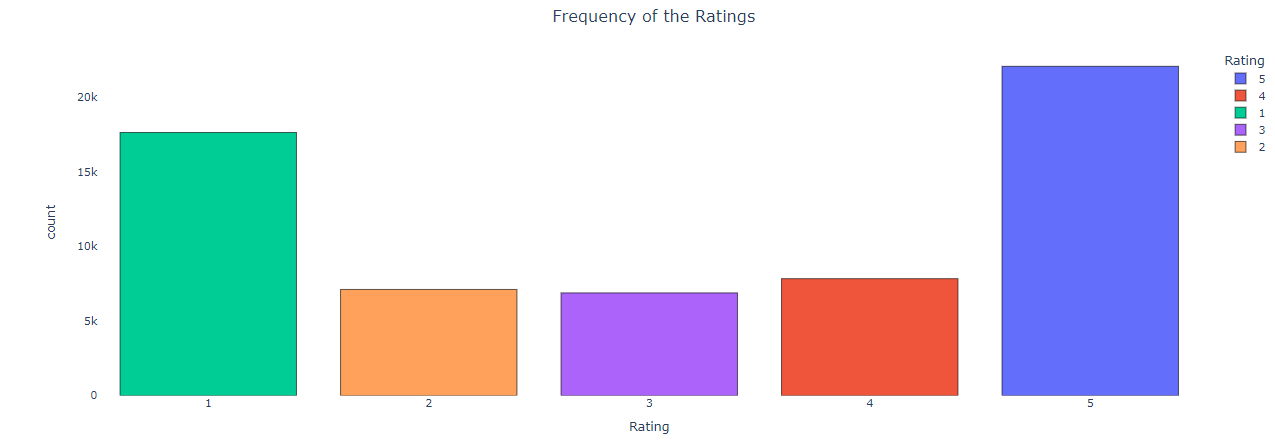 Frequency of the Ratings
Rating
5
4
1
3
2
20k
15k
10k
5k
0
count
1
2
3
4
5
Rating